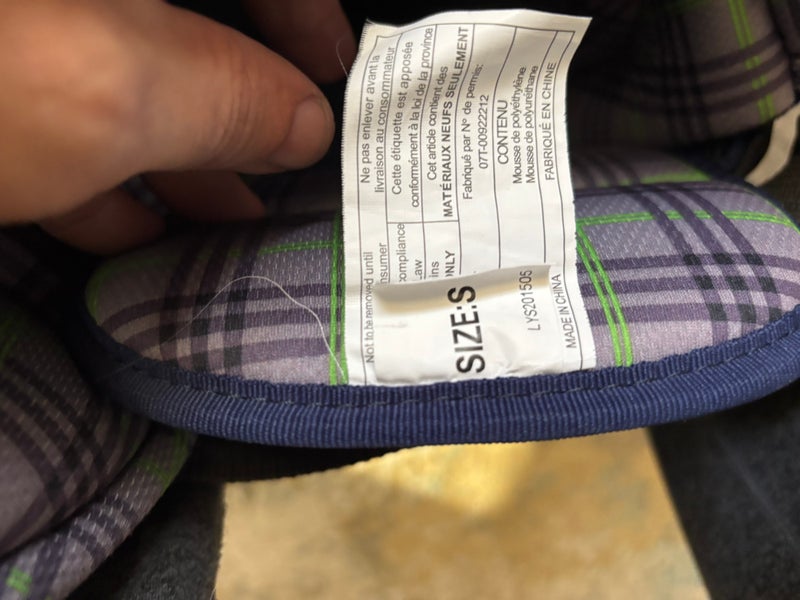 Ne pas enlever avant la
livraison au consommateur
Cette étiquette est apposée
conformément à la loi de la province
Cet article contient des
MATÉRIAUX NEUFS SEULEMENT
Fabriqué par N° de permis:
07T-00922212
CONTENU
Mousse de polyéthylène
Mousse de polyuréthane
FABRIQUÉ EN CHINE
Not to be removed until
compliance
ONLY
SIZE:S
LYS201505
MADE IN CHINA